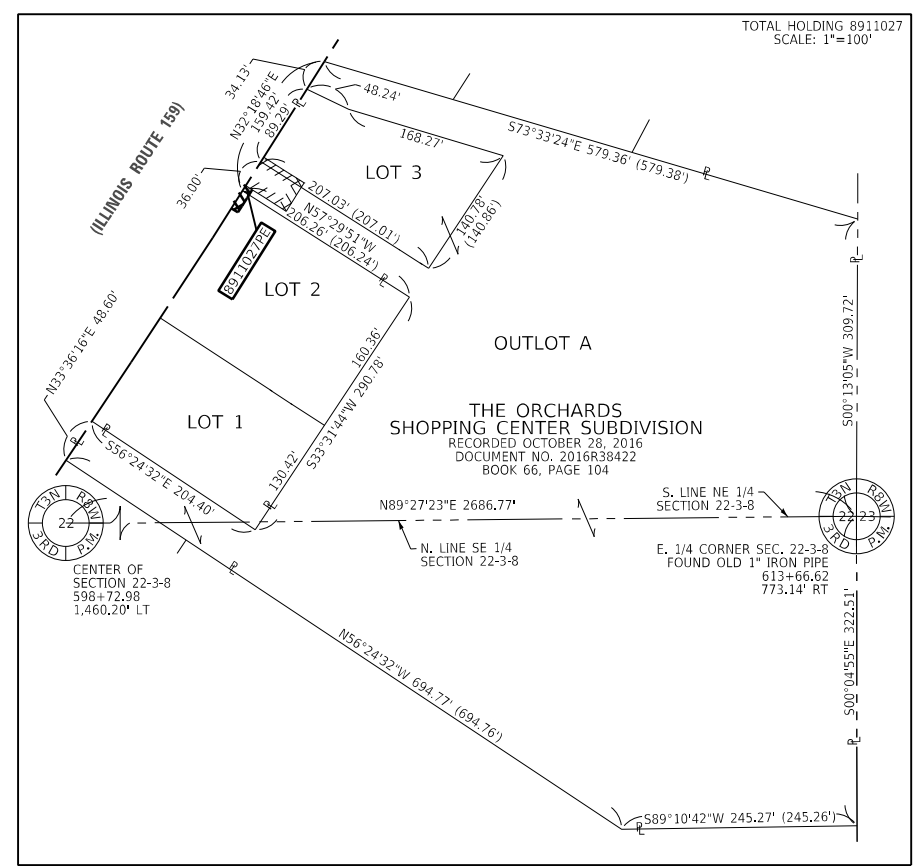 TOTAL HOLDING 8911027
SCALE: 1"=100'
34.13'
N32°18'46"E
159.42'
89.29'
48.24'
168.27'
S73°33'24"E 579.36' (579.38')
(ILLINOIS ROUTE 159)
36.00'
LOT 3
207.03' (207.01')
N57°29'51"W
206.26' (206.24')
140.78'
(140.86')
8911027PE
LOT 2
N33°36'16"E 48.60'
160.36'
S33°31'44"W 290.78'
130.42'
OUTLOT A
S00°13'05"W 309.72'
LOT 1
S56°24'32"E 204.40'
THE ORCHARDS
SHOPPING CENTER SUBDIVISION
RECORDED OCTOBER 28, 2016
DOCUMENT NO. 2016R38422
BOOK 66, PAGE 104
N89°27'23"E 2686.77'
S. LINE NE 1/4
SECTION 22-3-8
N. LINE SE 1/4
SECTION 22-3-8
T3N R8W
22
3RD P.M.
CENTER OF
SECTION 22-3-8
598+72.98
1,460.20' LT
T3N R8W
22 23
3RD P.M.
E. 1/4 CORNER SEC. 22-3-8
FOUND OLD 1" IRON PIPE
613+66.62
773.14' RT
S00°04'55"E 322.51'
N56°24'32"W 694.77' (694.76')
S89°10'42"W 245.27' (245.26')